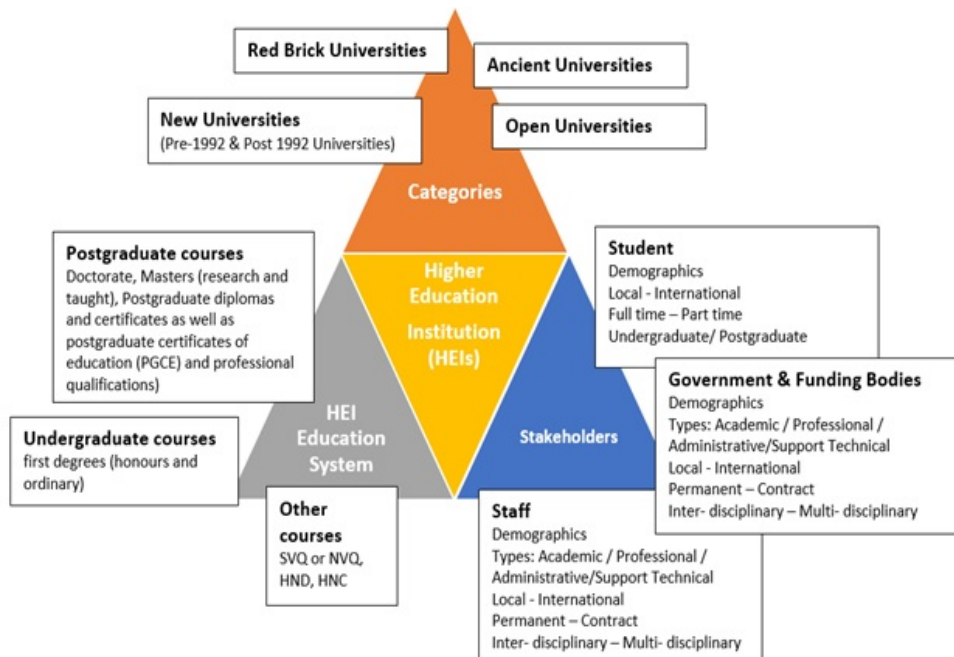 Red Brick Universities
Ancient Universities
New Universities
(Pre-1992 & Post 1992 Universities)
Open Universities
Categories
Postgraduate courses
Doctorate, Masters (research and
taught), Postgraduate diplomas
and certificates as well as
postgraduate certificates of
education (PGCE) and professional
qualifications)
Higher
Education
Institution
(HEIs)
Student
Demographics
Local - International
Full time – Part time
Undergraduate/ Postgraduate
Government & Funding Bodies
Demographics
Types: Academic / Professional /
Administrative/Support Technical
Local - International
Permanent – Contract
Inter- disciplinary – Multi- disciplinary
Undergraduate courses
first degrees (honours and
ordinary)
HEI
Education
System
Stakeholders
Other
courses
SVQ or NVQ,
HND, HNC
Staff
Demographics
Types: Academic / Professional /
Administrative/Support Technical
Local - International
Permanent – Contract
Inter- disciplinary – Multi- disciplinary